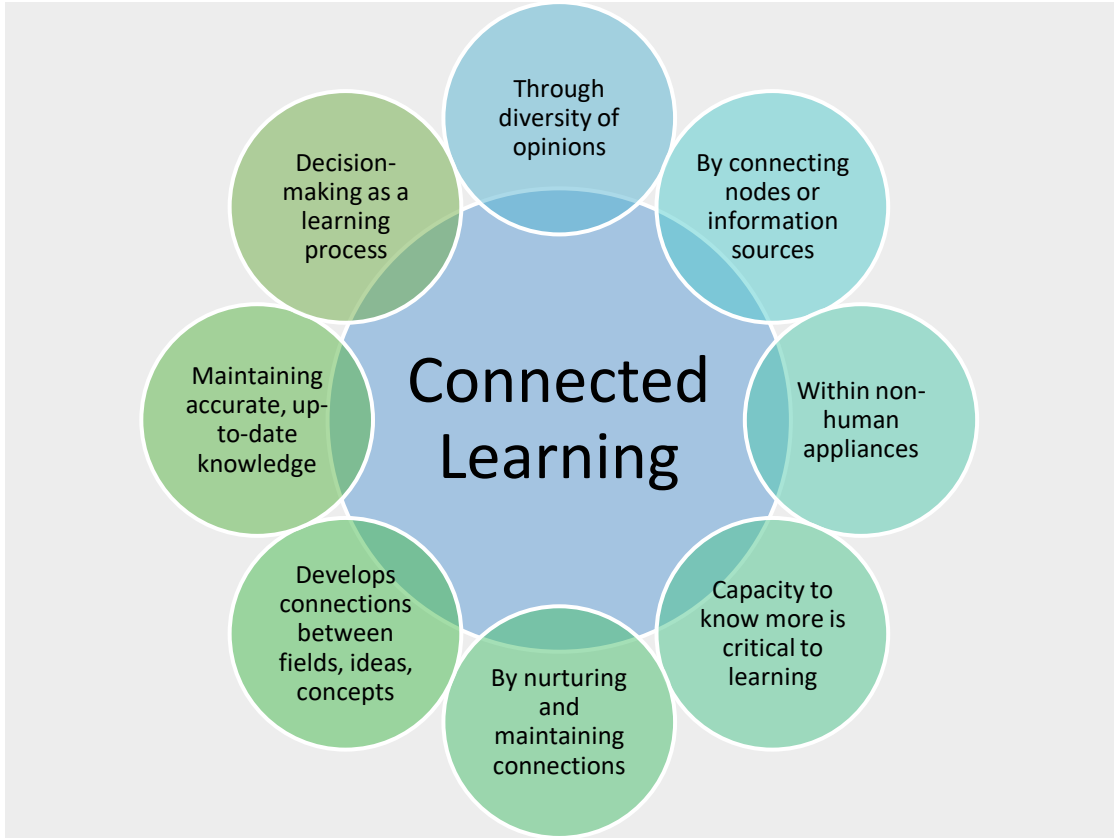 Through
diversity of
opinions
By connecting
nodes or
information
sources
Within non-
human
appliances
Capacity to
know more is
critical to
learning
By nurturing
and
maintaining
connections
Develops
connections
between
fields, ideas,
concepts
Maintaining
accurate, up-
to-date
knowledge
Decision-
making as a
learning
process
Connected
Learning